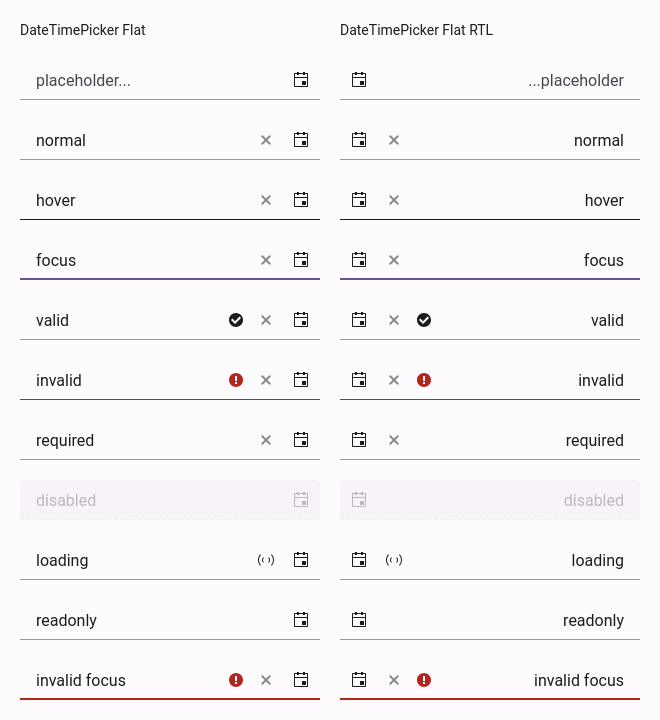 DateTimePicker Flat
placeholder...
normal
hover
focus
valid
invalid
required
disabled
loading
readonly
invalid focus
DateTimePicker Flat RTL
...placeholder
normal
hover
focus
valid
invalid
required
disabled
loading
readonly
invalid focus